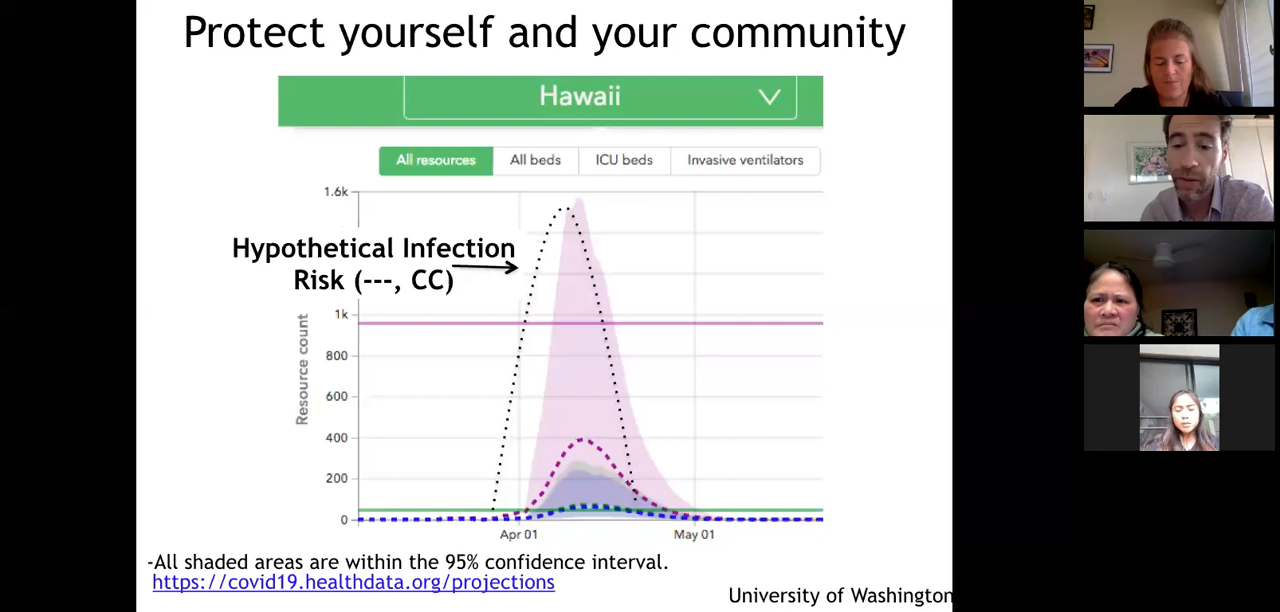 Protect yourself and your community
Hawaii
All resources
All beds
ICU beds
Invasive ventilators
1.6k
Hypothetical Infection
Risk (---, CC)
1k
800
600
400
200
0
Resource count
Apr 01
May 01
-All shaded areas are within the 95% confidence interval.
https://covid19.healthdata.org/projections
University of Washington